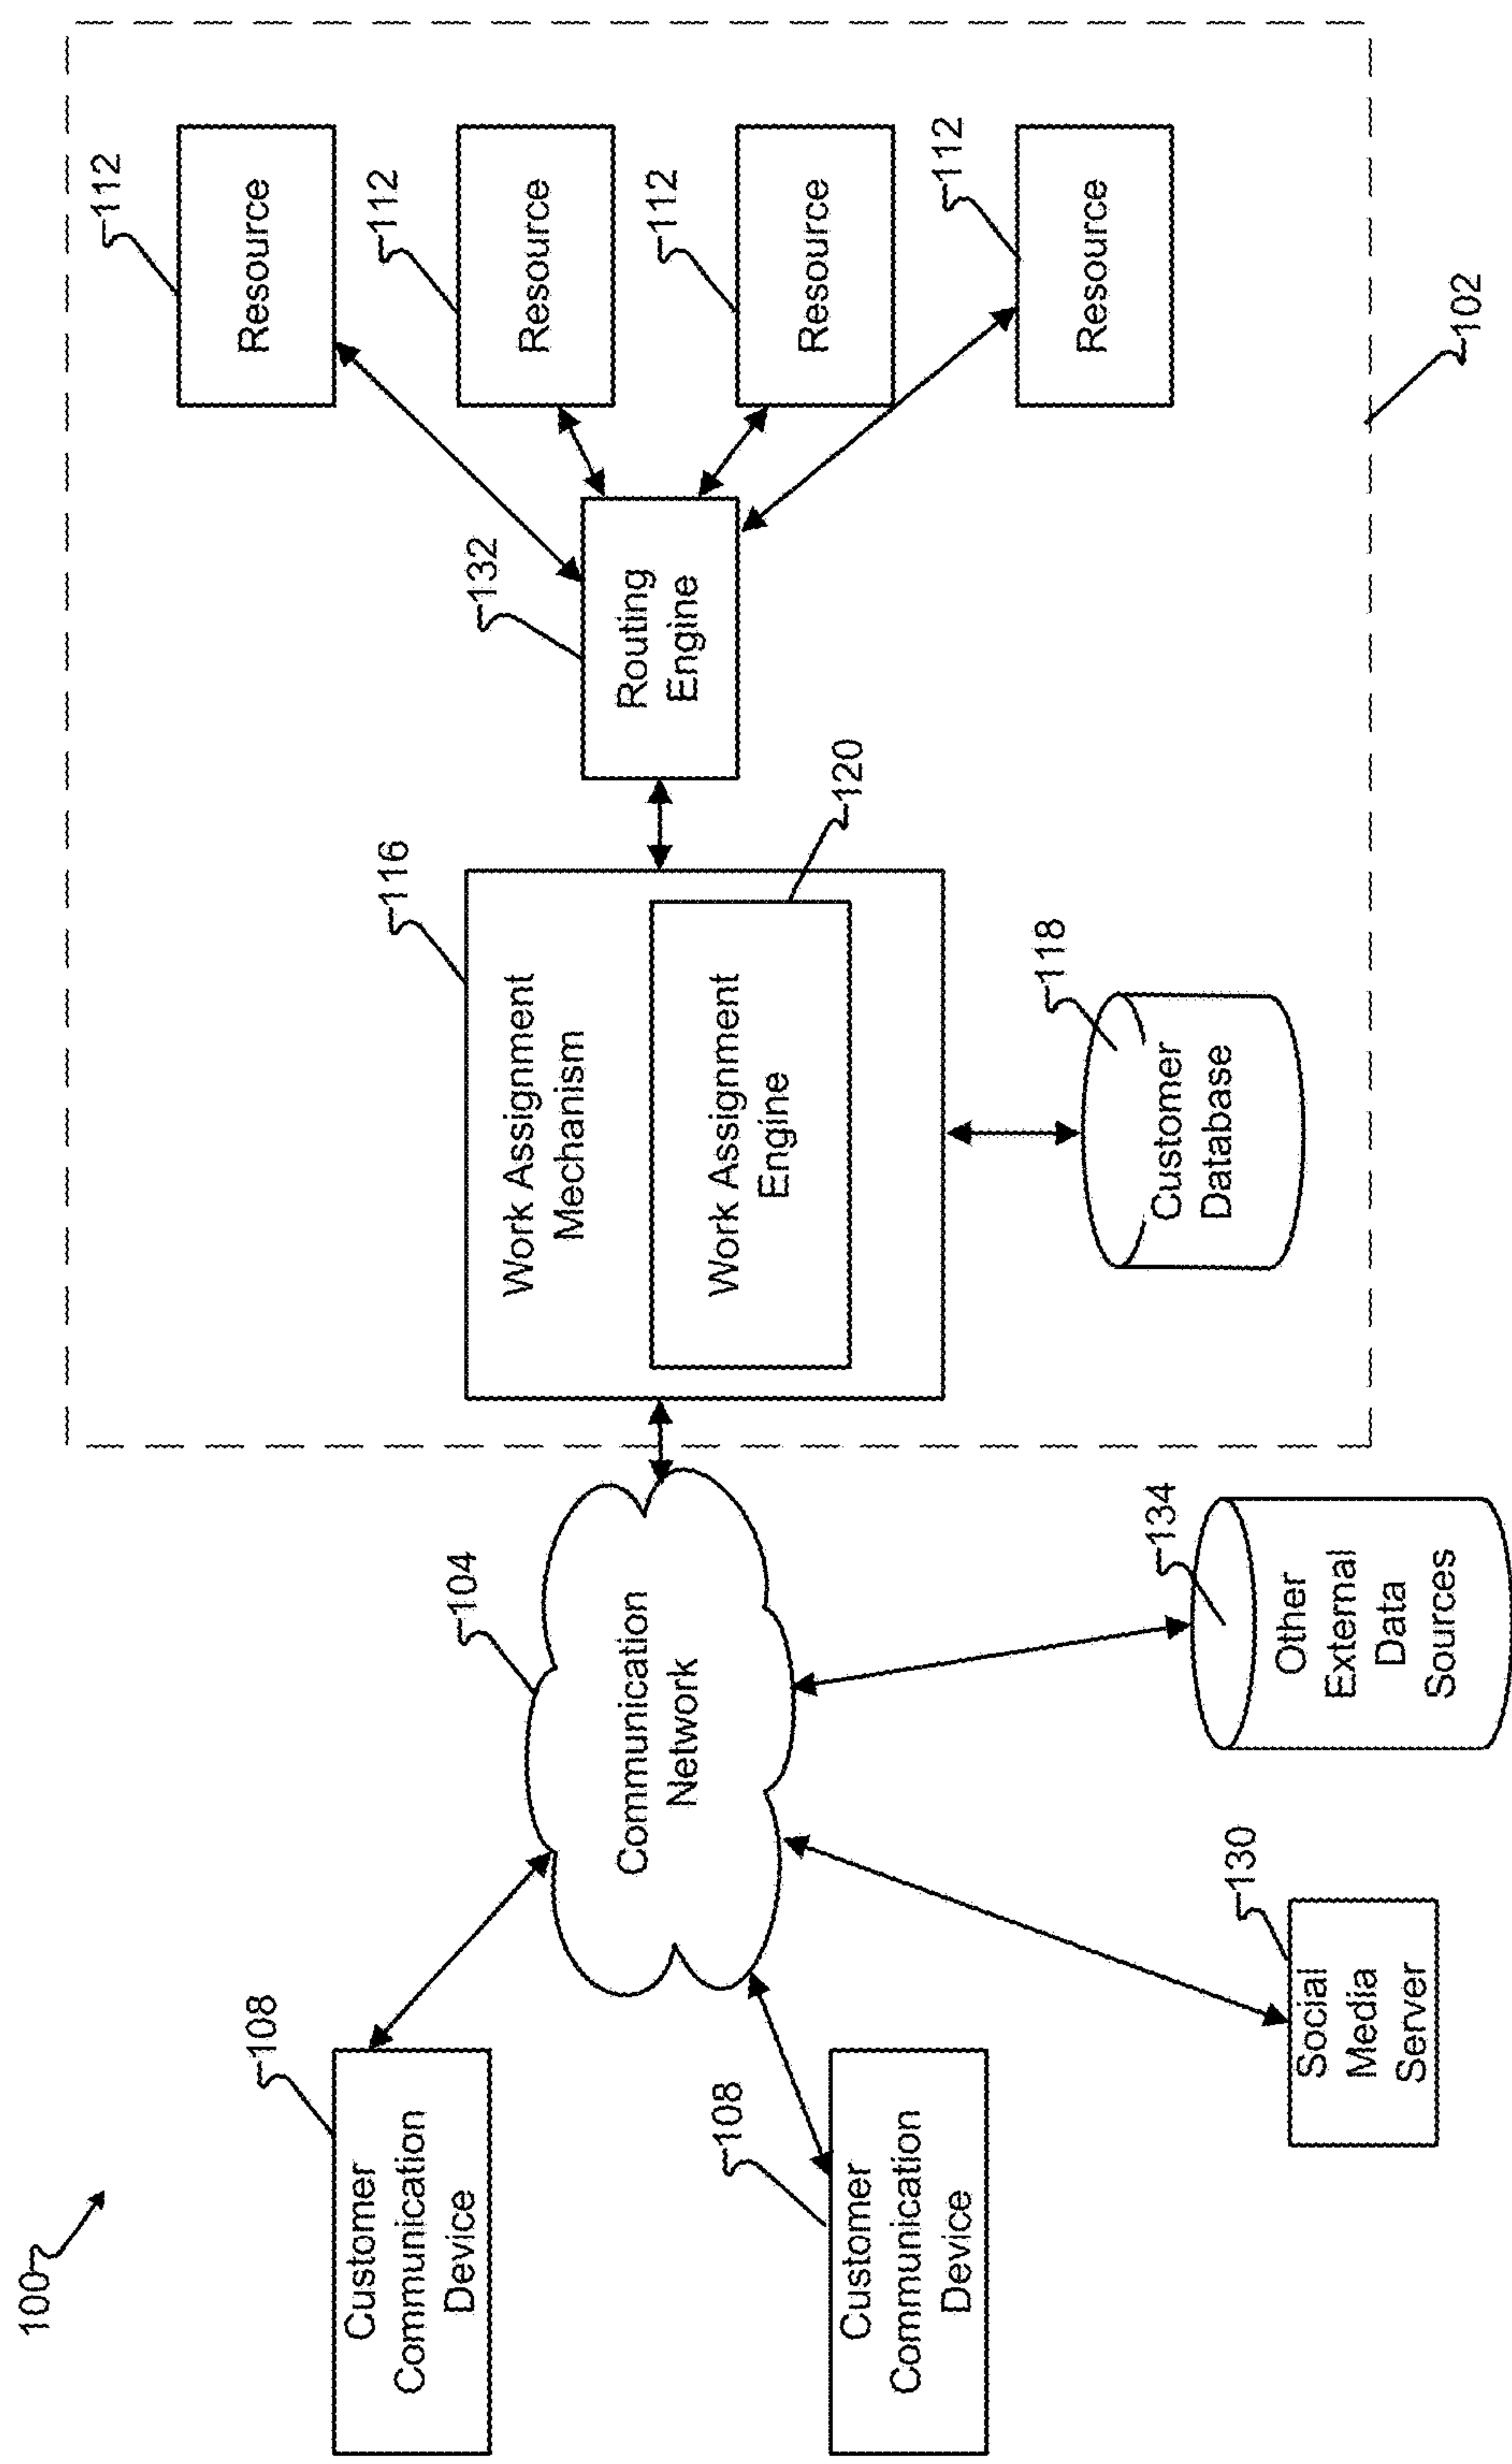 100
108
Customer
Communication
Device
108
Customer
Communication
Device
130
Social
Media
Server
104
Communication
Network
134
Other
External
Data
Sources
116
Work Assignment
Mechanism
120
Work Assignment
Engine
118
Customer
Database
132
Routing
Engine
112
Resource
112
Resource
112
Resource
112
Resource
102